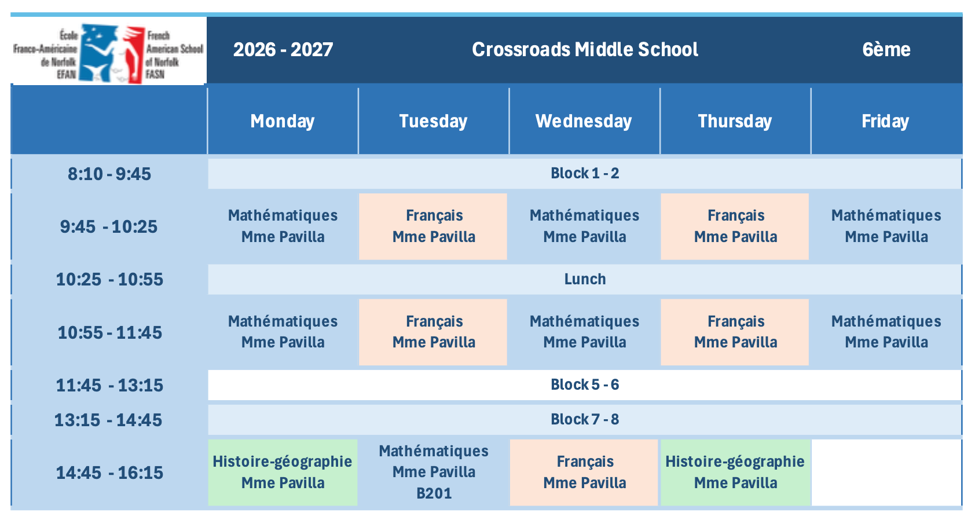 École
Franco-Américaine
de Norfolk
EFAN
French
American School
of Norfolk
FASN
2026 - 2027
Crossroads Middle School
6ème
Monday
Tuesday
Wednesday
Thursday
Friday
8:10 - 9:45
Block 1 - 2
9:45 - 10:25
Mathématiques
Mme Pavilla
Français
Mme Pavilla
Mathématiques
Mme Pavilla
Français
Mme Pavilla
Mathématiques
Mme Pavilla
10:25 - 10:55
Lunch
10:55 - 11:45
Mathématiques
Mme Pavilla
Français
Mme Pavilla
Mathématiques
Mme Pavilla
Français
Mme Pavilla
Mathématiques
Mme Pavilla
11:45 - 13:15
Block 5 - 6
13:15 - 14:45
Block 7 - 8
14:45 - 16:15
Histoire-géographie
Mme Pavilla
Mathématiques
Mme Pavilla
B201
Français
Mme Pavilla
Histoire-géographie
Mme Pavilla